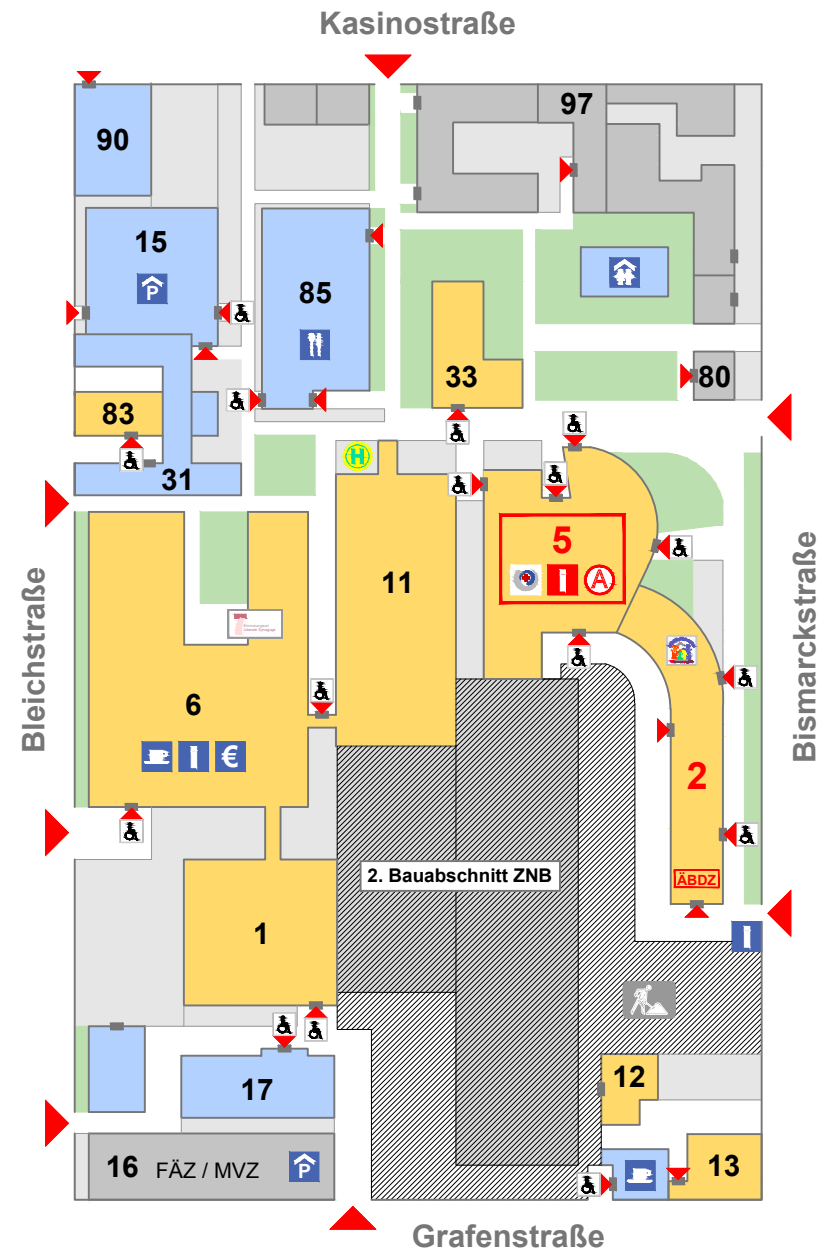 Kasinostraße
97
90
15
P
85
33
80
83
31
H
5
A
11
Bleichstraße
Bismarckstraße
6
€
2
2. Bauabschnitt ZNB
ÄBDZ
1
12
17
16 FÄZ / MVZ
P
13
Grafenstraße